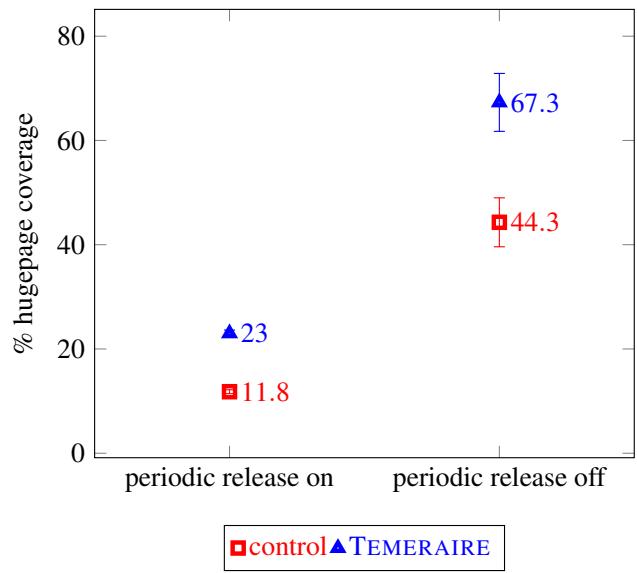 80
60
40
20
0
% hugepage coverage
67.3
44.3
23
11.8
periodic release on
periodic release off
control TEMERAIRE